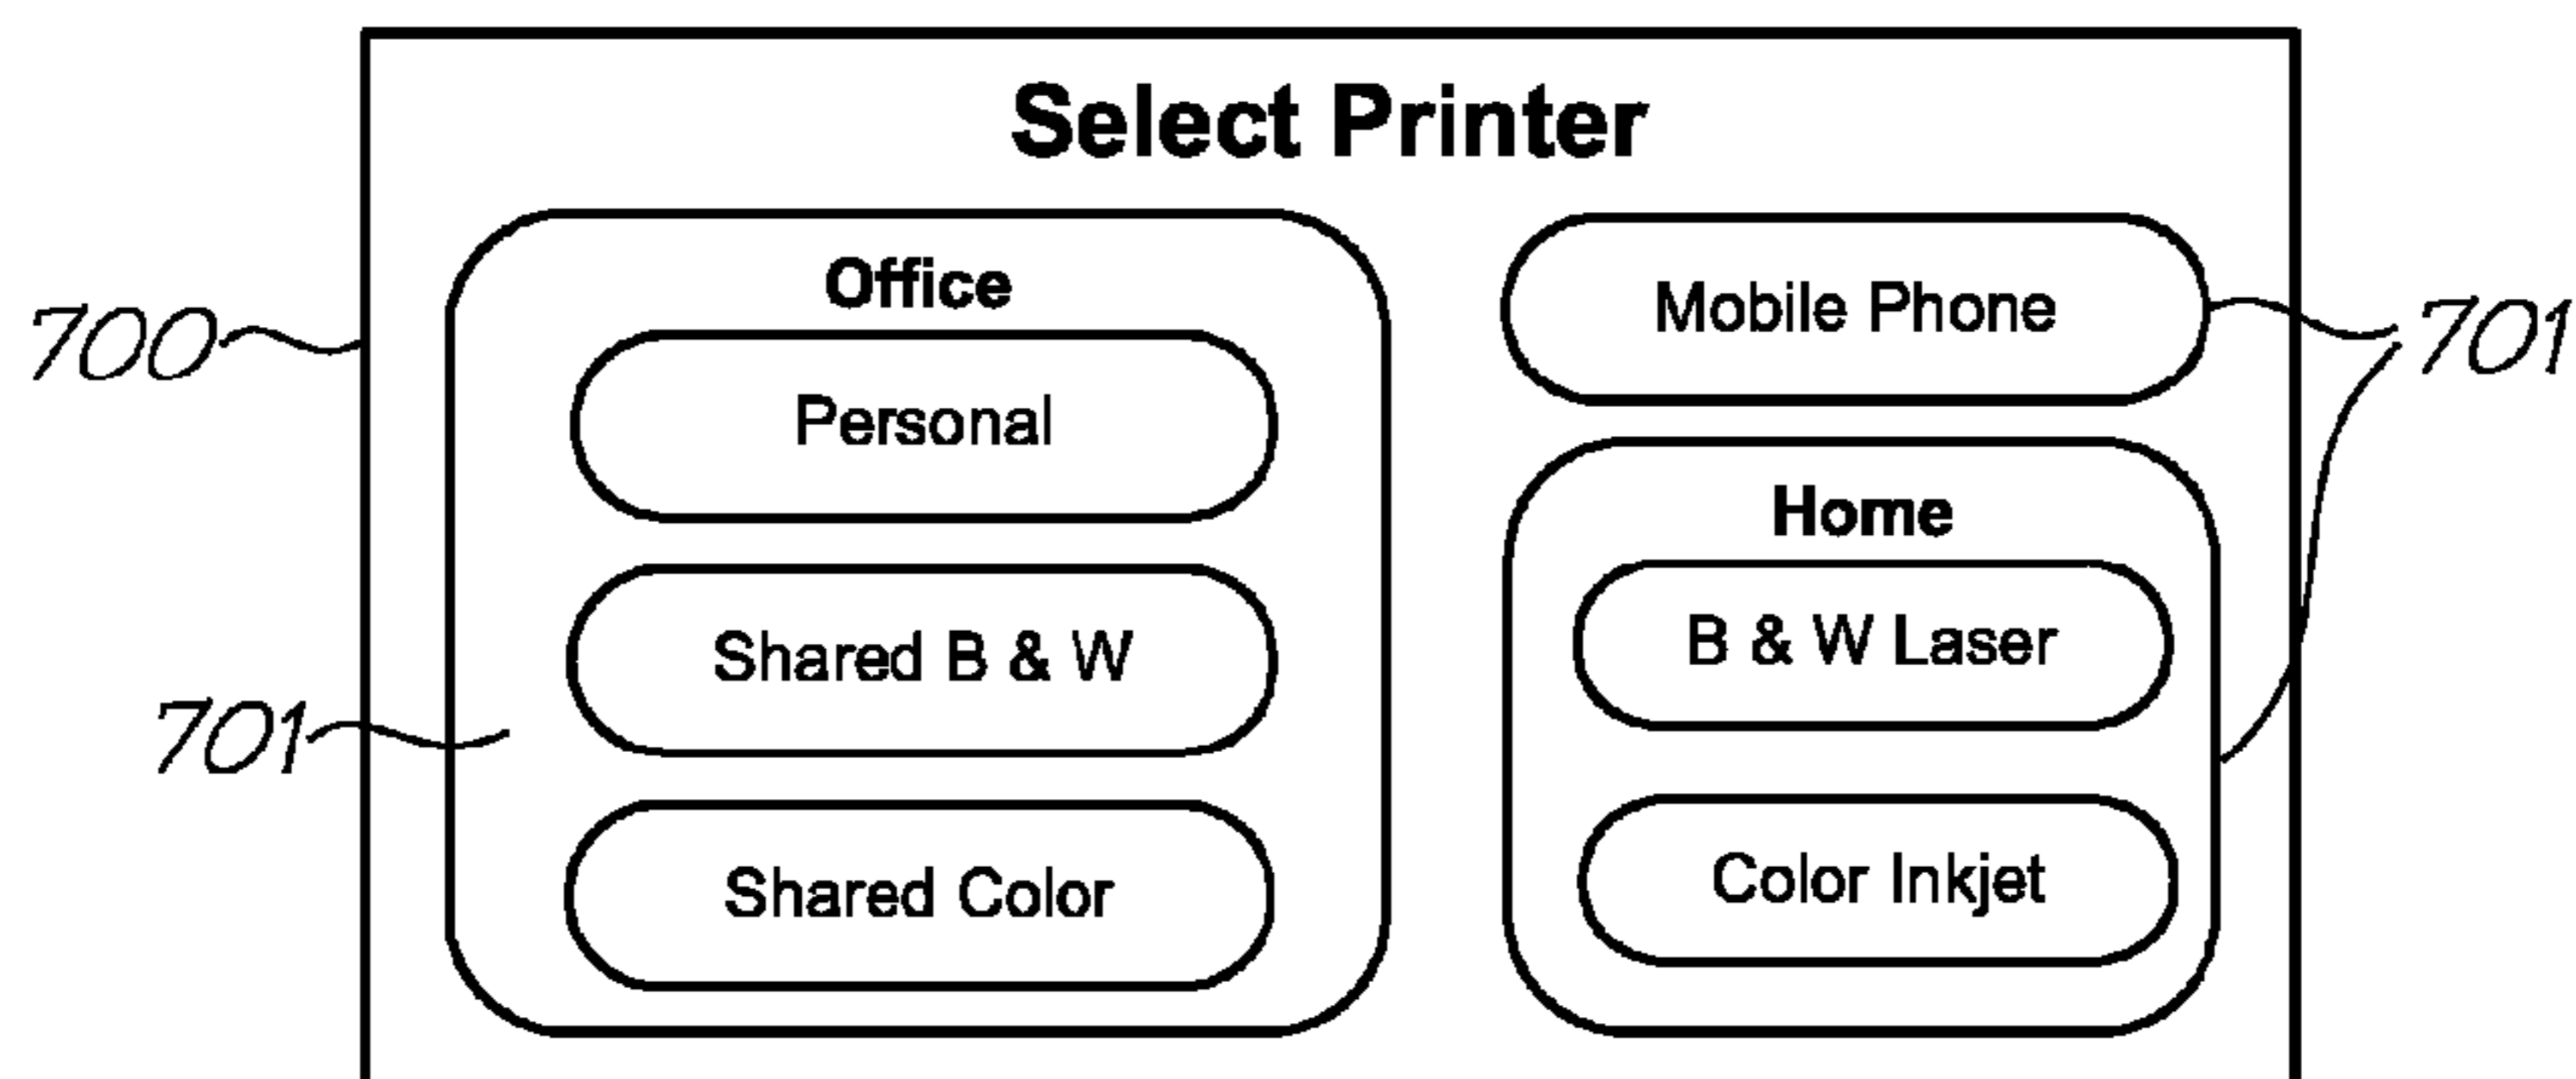 Select Printer
700
Office
Personal
Shared B & W
Shared Color
701
Mobile Phone
701
Home
B & W Laser
Color Inkjet